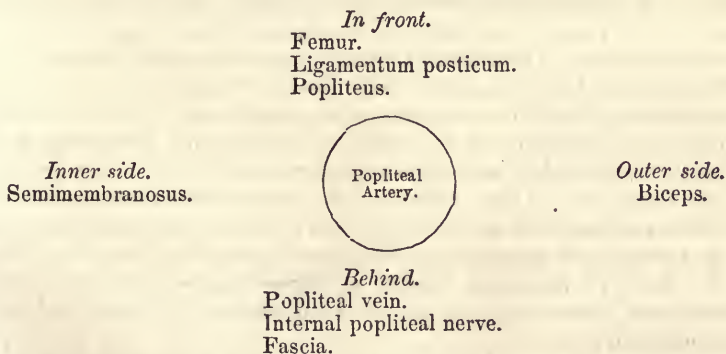 In front.
Femur.
Ligamentum posticum.
Popliteus.
Inner side.
Semimembranosus.
Popliteal
Artery.
Outer side.
Biceps.
Behind.
Popliteal vein.
Internal popliteal nerve.
Fascia.